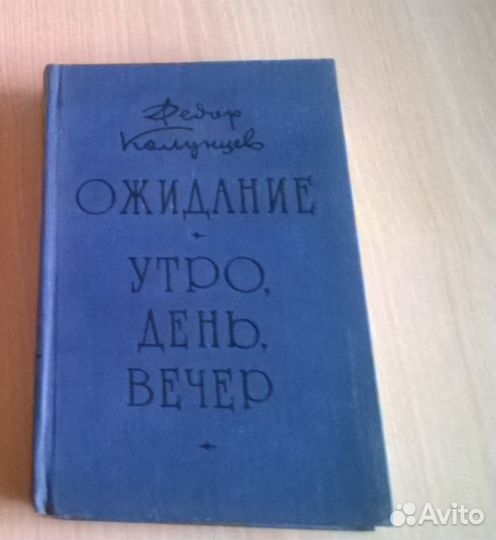 Федор
Колунцев
ОЖИДАНИЕ
УТРО,
ДЕНЬ,
ВЕЧЕР
Avito